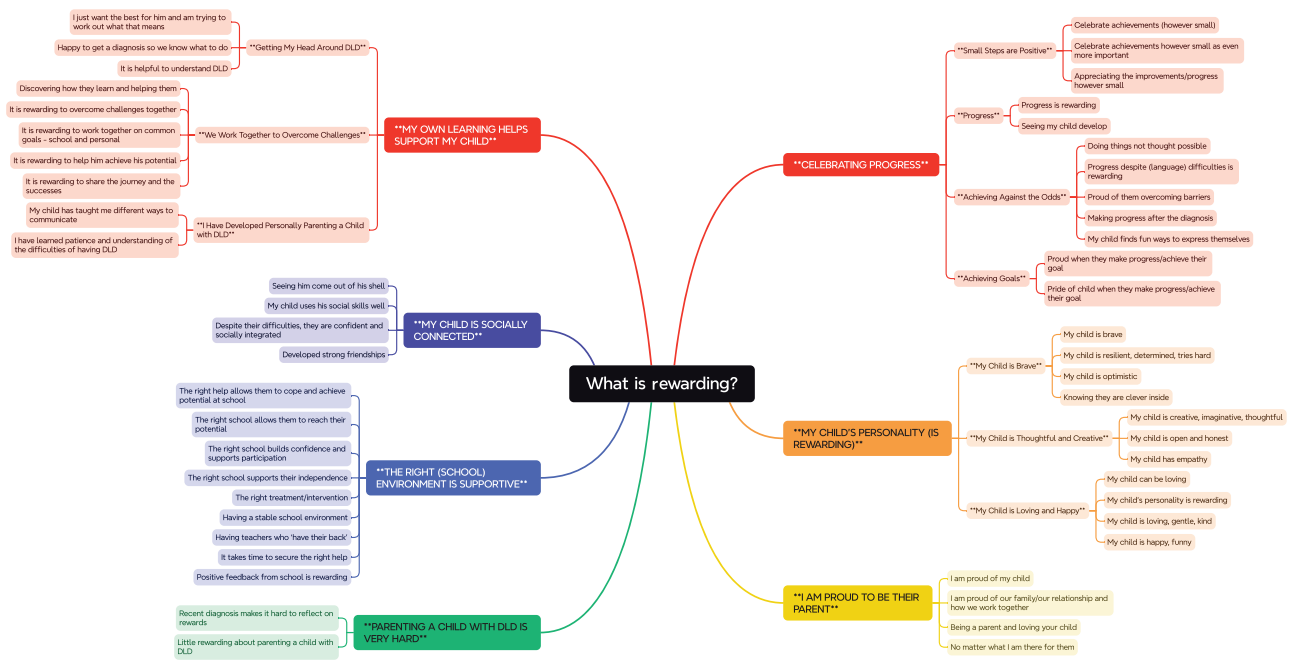 What is rewarding?
**MY OWN LEARNING HELPS
SUPPORT MY CHILD**
**Getting My Head Around DLD**
I just want the best for him and am trying to
work out what that means
Happy to get a diagnosis so we know what to do
It is helpful to understand DLD
**We Work Together to Overcome Challenges**
Discovering how they learn and helping them
It is rewarding to overcome challenges together
It is rewarding to work together on common
goals - school and personal
It is rewarding to help him achieve his potential
It is rewarding to share the journey and the
successes
**I Have Developed Personally Parenting a Child
with DLD**
My child has taught me different ways to
communicate
I have learned patience and understanding of
the difficulties of having DLD
**MY CHILD IS SOCIALLY
CONNECTED**
Seeing him come out of his shell
My child uses his social skills well
Despite their difficulties, they are confident and
socially integrated
Developed strong friendships
**THE RIGHT (SCHOOL)
ENVIRONMENT IS SUPPORTIVE**
The right help allows them to cope and achieve
potential at school
The right school allows them to reach their
potential
The right school builds confidence and
supports participation
The right school supports their independence
The right treatment/intervention
Having a stable school environment
Having teachers who 'have their back'
It takes time to secure the right help
Positive feedback from school is rewarding
**PARENTING A CHILD WITH DLD IS
VERY HARD**
Recent diagnosis makes it hard to reflect on
rewards
Little rewarding about parenting a child with
DLD
**CELEBRATING PROGRESS**
**Small Steps are Positive**
Celebrate achievements (however small)
Celebrate achievements however small as even
more important
Appreciating the improvements/progress
however small
**Progress**
Progress is rewarding
Seeing my child develop
**Achieving Against the Odds**
Doing things not thought possible
Progress despite (language) difficulties is
rewarding
Proud of them overcoming barriers
Making progress after the diagnosis
My child finds fun ways to express themselves
**Achieving Goals**
Proud when they make progress/achieve their
goal
Pride of child when they make progress/achieve
their goal
**MY CHILD'S PERSONALITY (IS
REWARDING)**
**My Child is Brave**
My child is brave
My child is resilient, determined, tries hard
My child is optimistic
Knowing they are clever inside
**My Child is Thoughtful and Creative**
My child is creative, imaginative, thoughtful
My child is open and honest
My child has empathy
**My Child is Loving and Happy**
My child can be loving
My child's personality is rewarding
My child is loving, gentle, kind
My child is happy, funny
**I AM PROUD TO BE THEIR
PARENT**
I am proud of my child
I am proud of our family/our relationship and
how we work together
Being a parent and loving your child
No matter what I am there for them